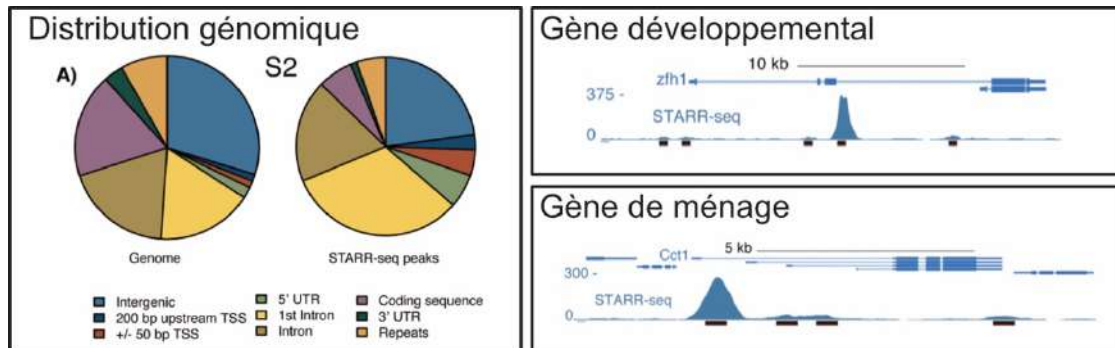 Distribution génomique
A)
S2
Genome
STARR-seq peaks
Intergenic
200 bp upstream TSS
+/- 50 bp TSS
5' UTR
1st Intron
Intron
Coding sequence
3' UTR
Repeats
Gène développemental
10 kb
zfh1
375 -
STARR-seq
0
Gène de ménage
5 kb
Cct1
300 -
STARR-seq
0